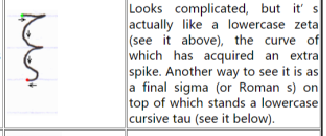 Looks complicated, but it' s
actually like a lowercase zeta
(see it above), the curve of
which has acquired an extra
spike. Another way to see it is as
a final sigma (or Roman s) on
top of which stands a lowercase
cursive tau (see it below).